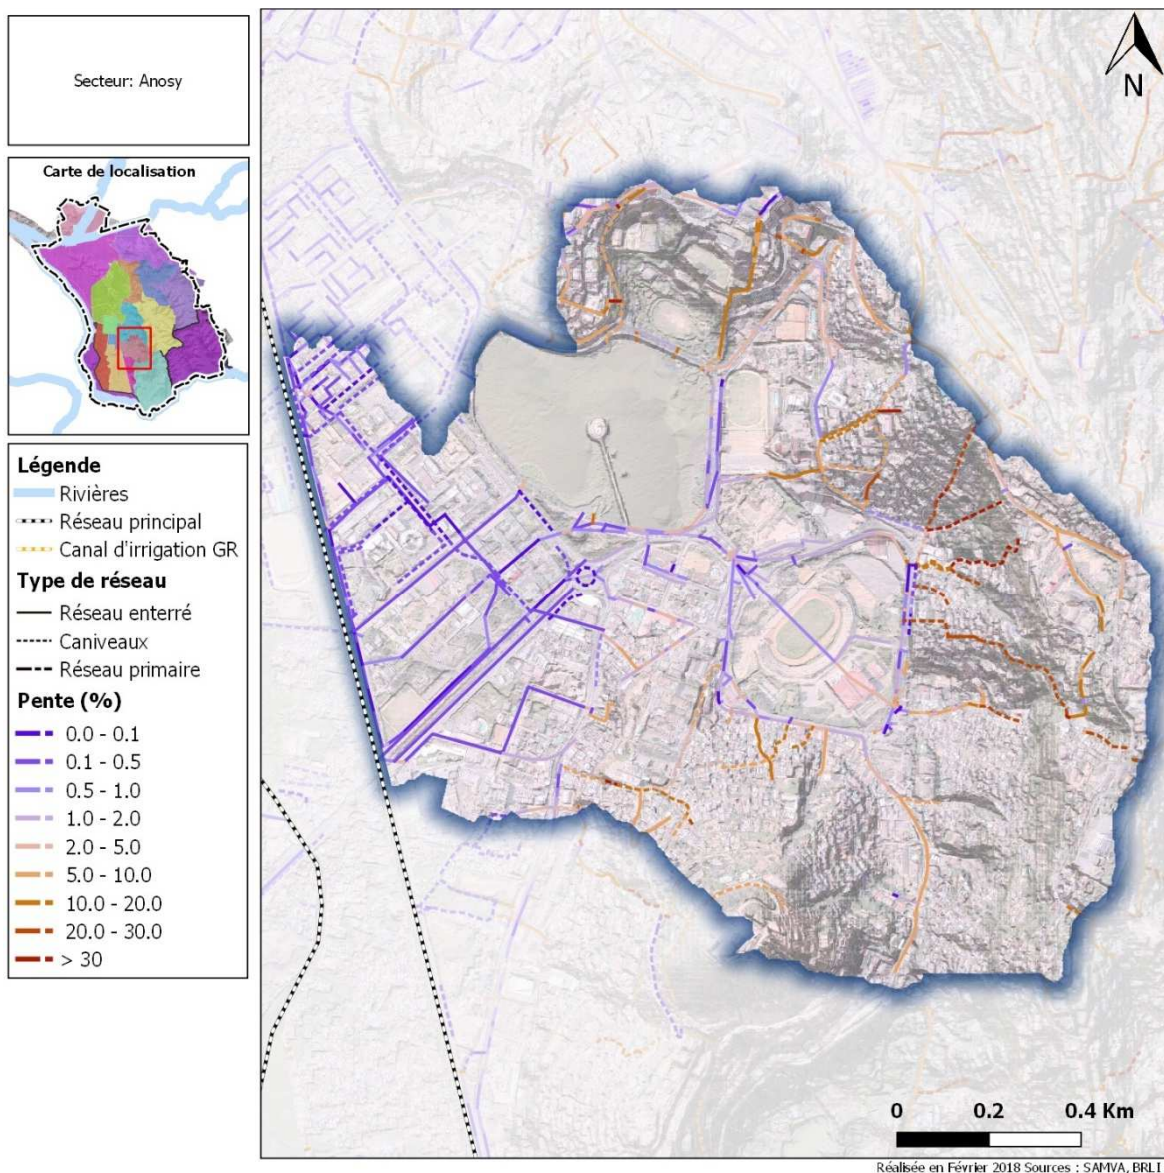 Secteur: Anosy
Carte de localisation
Légende
Rivières
Réseau principal
Canal d'irrigation GR
Type de réseau
Réseau enterré
Caniveaux
Réseau primaire
Pente (%)
0.0 - 0.1
0.1 - 0.5
0.5 - 1.0
1.0 - 2.0
2.0 - 5.0
5.0 - 10.0
10.0 - 20.0
20.0 - 30.0
> 30
N
0 0.2 0.4 Km
Réalisée en Février 2018 Sources : SAMVA, BRLI